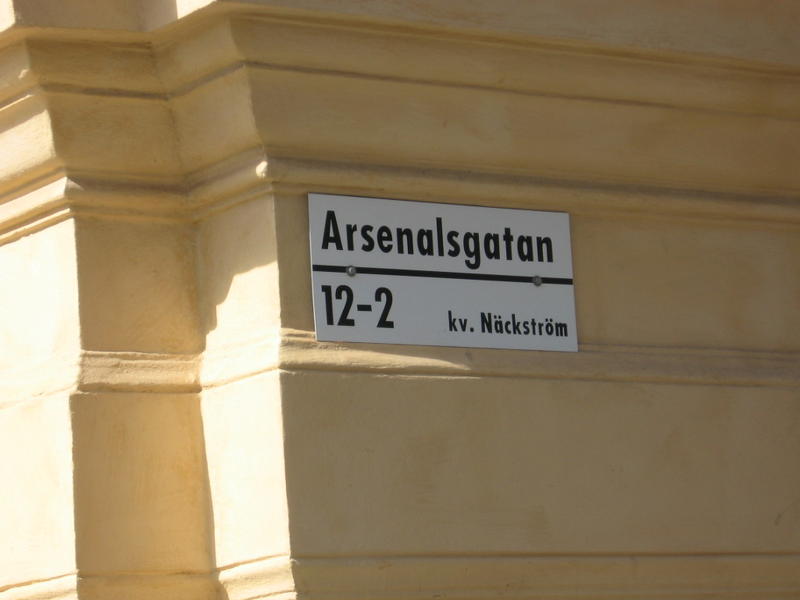 Arsenalsgatan
12-2
kv. Näckström